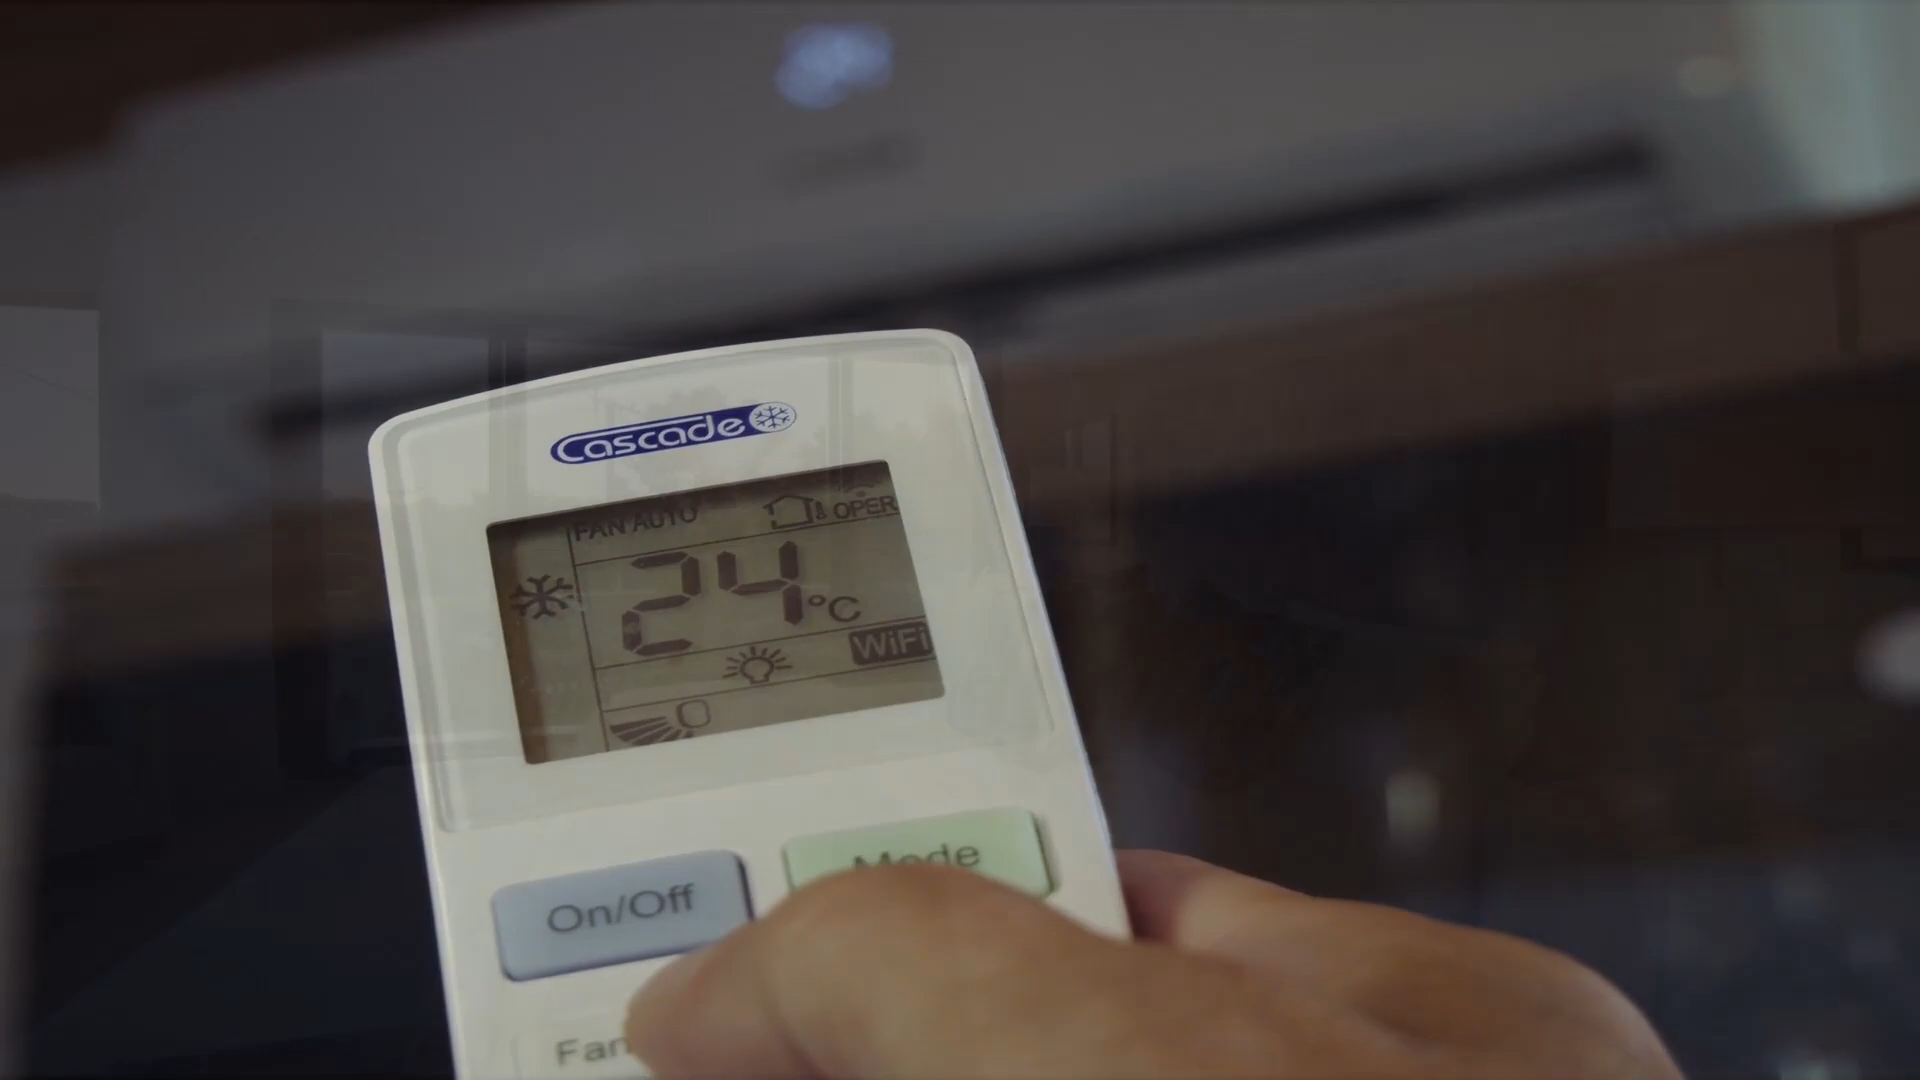 Cascade
FAN AUTO
OPER
24°C
WiFi
On/Off
Mode
Fan